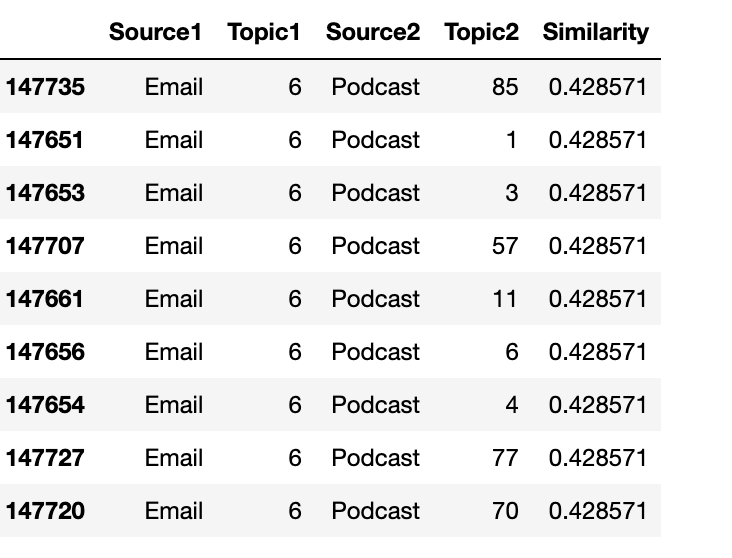 Source1 Topic1 Source2 Topic2 Similarity
147735 Email 6 Podcast 85 0.428571
147651 Email 6 Podcast 1 0.428571
147653 Email 6 Podcast 3 0.428571
147707 Email 6 Podcast 57 0.428571
147661 Email 6 Podcast 11 0.428571
147656 Email 6 Podcast 6 0.428571
147654 Email 6 Podcast 4 0.428571
147727 Email 6 Podcast 77 0.428571
147720 Email 6 Podcast 70 0.428571